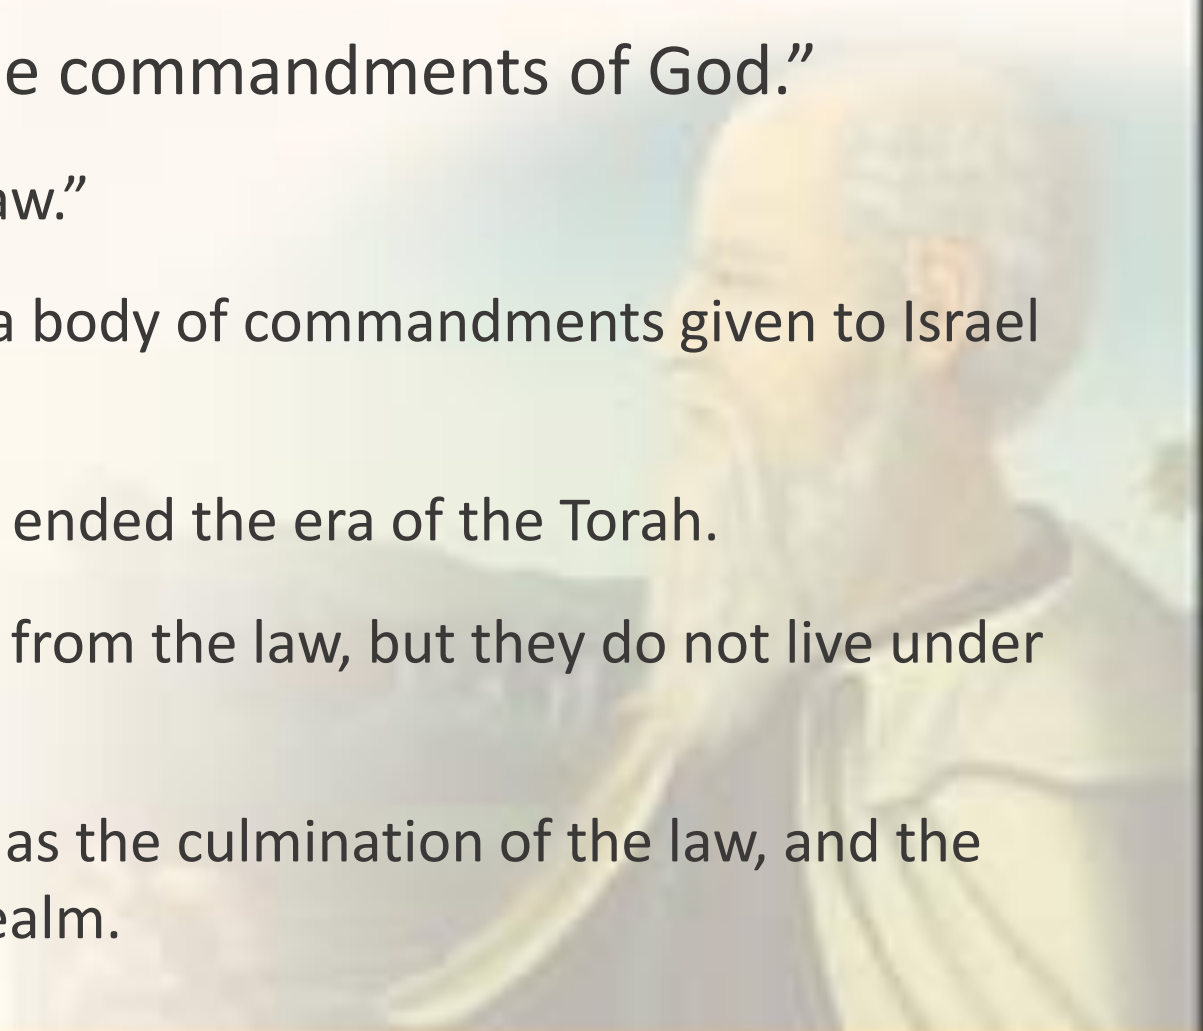 e commandments of God.”
aw.”
a body of commandments given to Israel
ended the era of the Torah.
from the law, but they do not live under
as the culmination of the law, and the
ealm.